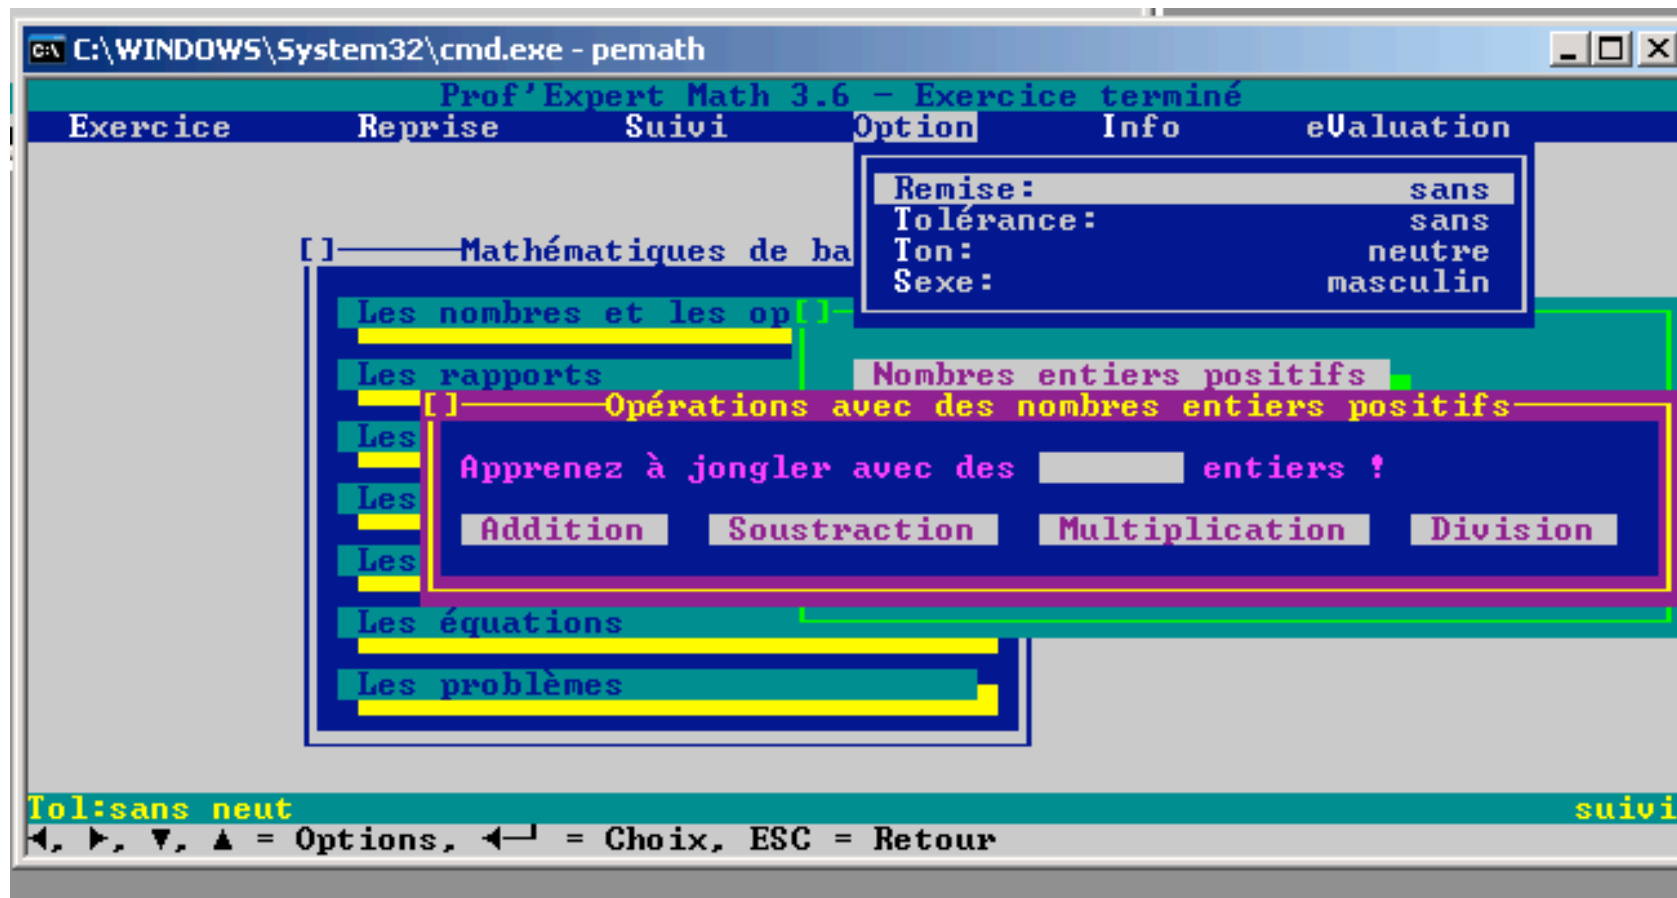 C:\WINDOWS\System32\cmd.exe - pemath
Prof'Expert Math 3.6 - Exercice terminé
Exercice Reprise Suivi Option Info eValuation
Remise: sans
Tolérance: sans
Ton: neutre
Sexe: masculin
[ ] Mathématiques de ba
Les nombres et les op
[ ]
Les rapports
Nombres entiers positifs
[ ] Opérations avec des nombres entiers positifs
Les
Apprenez à jongler avec des entiers !
Les
Addition Soustraction Multiplication Division
Les
Les équations
Les problèmes
Tol:sans neut suivi
◄, ►, ▼, ▲ = Options, ◄┘ = Choix, ESC = Retour